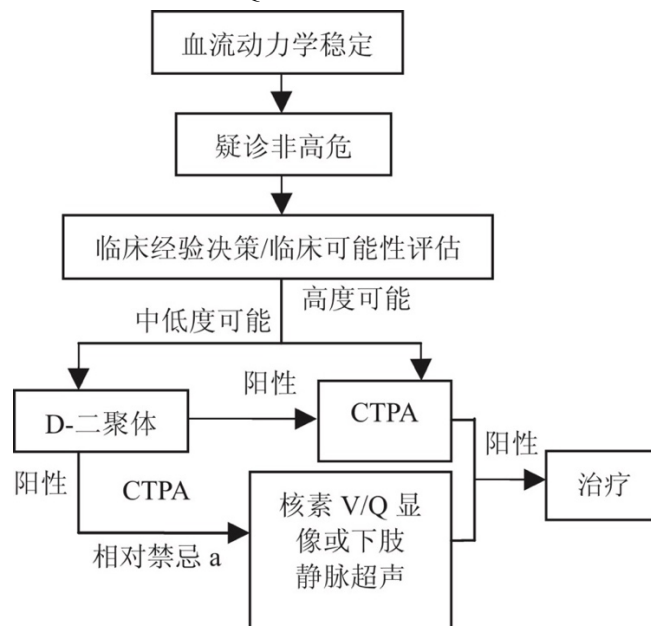 血流动力学稳定
疑诊非高危
临床经验决策/临床可能性评估
高度可能
中低度可能
阳性
CTPA
D-二聚体
阳性
阳性
CTPA
核素 V/Q 显
像或下肢
静脉超声
治疗
相对禁忌 a